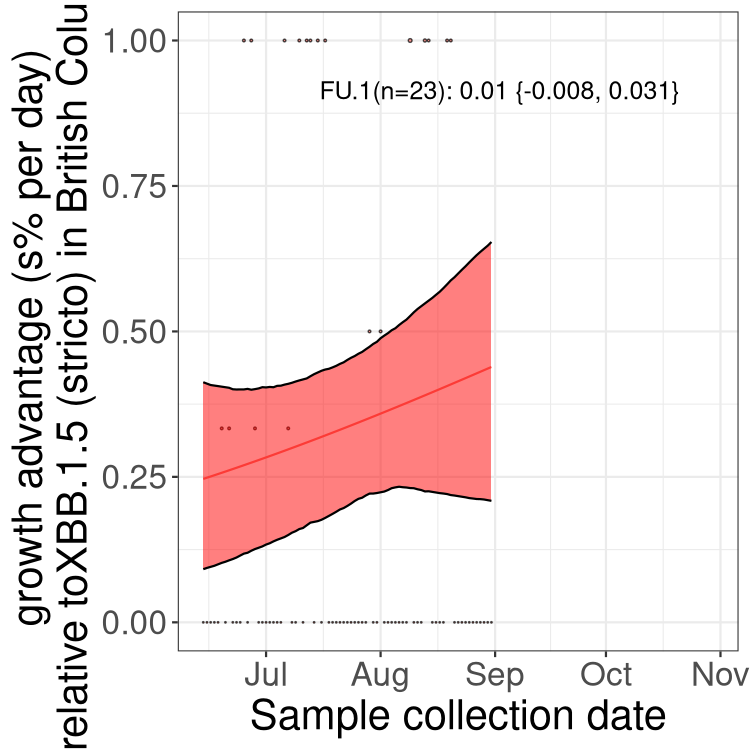 growth advantage (s% per day)
relative toXBB.1.5 (stricto) in British Colu
1.00
0.75
0.50
0.25
0.00
FU.1(n=23): 0.01 {-0.008, 0.031}
Jul Aug Sep Oct Nov
Sample collection date